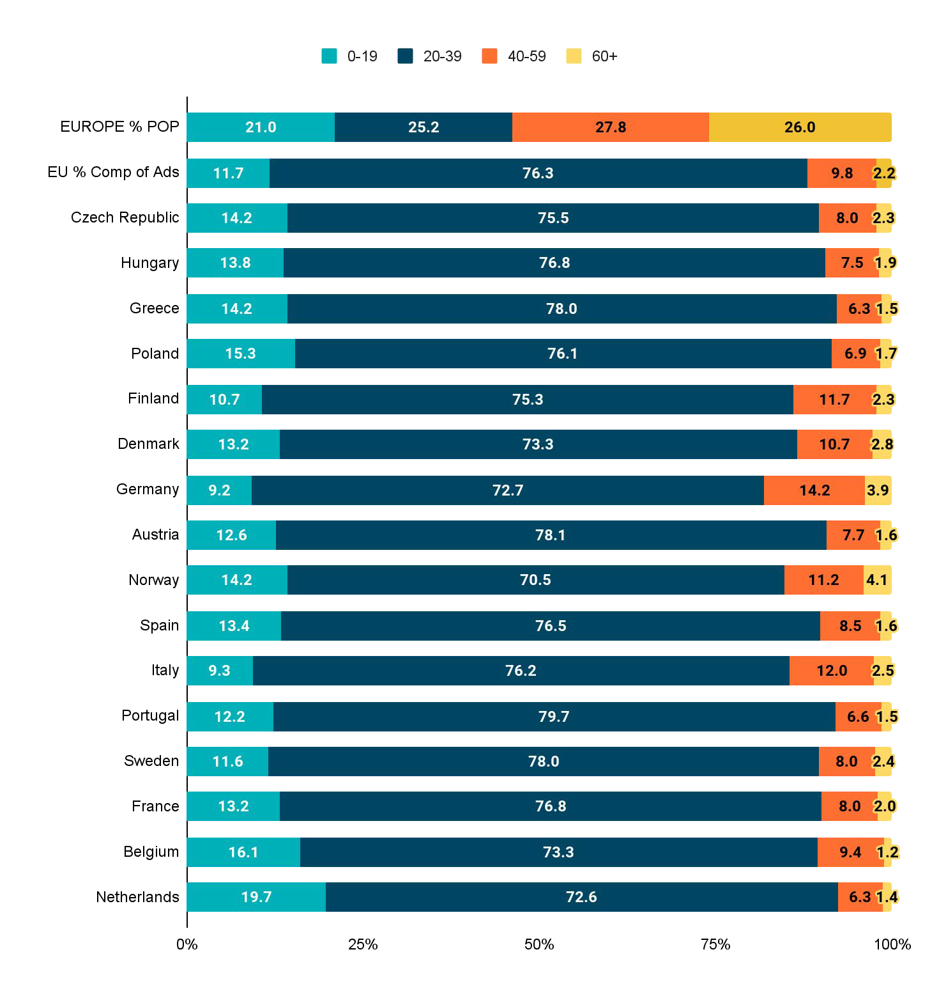 0-19 20-39 40-59 60+
EUROPE % POP 21.0 25.2 27.8 26.0
EU % Comp of Ads 11.7 76.3 9.8 2.2
Czech Republic 14.2 75.5 8.0 2.3
Hungary 13.8 76.8 7.5 1.9
Greece 14.2 78.0 6.3 1.5
Poland 15.3 76.1 6.9 1.7
Finland 10.7 75.3 11.7 2.3
Denmark 13.2 73.3 10.7 2.8
Germany 9.2 72.7 14.2 3.9
Austria 12.6 78.1 7.7 1.6
Norway 14.2 70.5 11.2 4.1
Spain 13.4 76.5 8.5 1.6
Italy 9.3 76.2 12.0 2.5
Portugal 12.2 79.7 6.6 1.5
Sweden 11.6 78.0 8.0 2.4
France 13.2 76.8 8.0 2.0
Belgium 16.1 73.3 9.4 1.2
Netherlands 19.7 72.6 6.3 1.4
0% 25% 50% 75% 100%